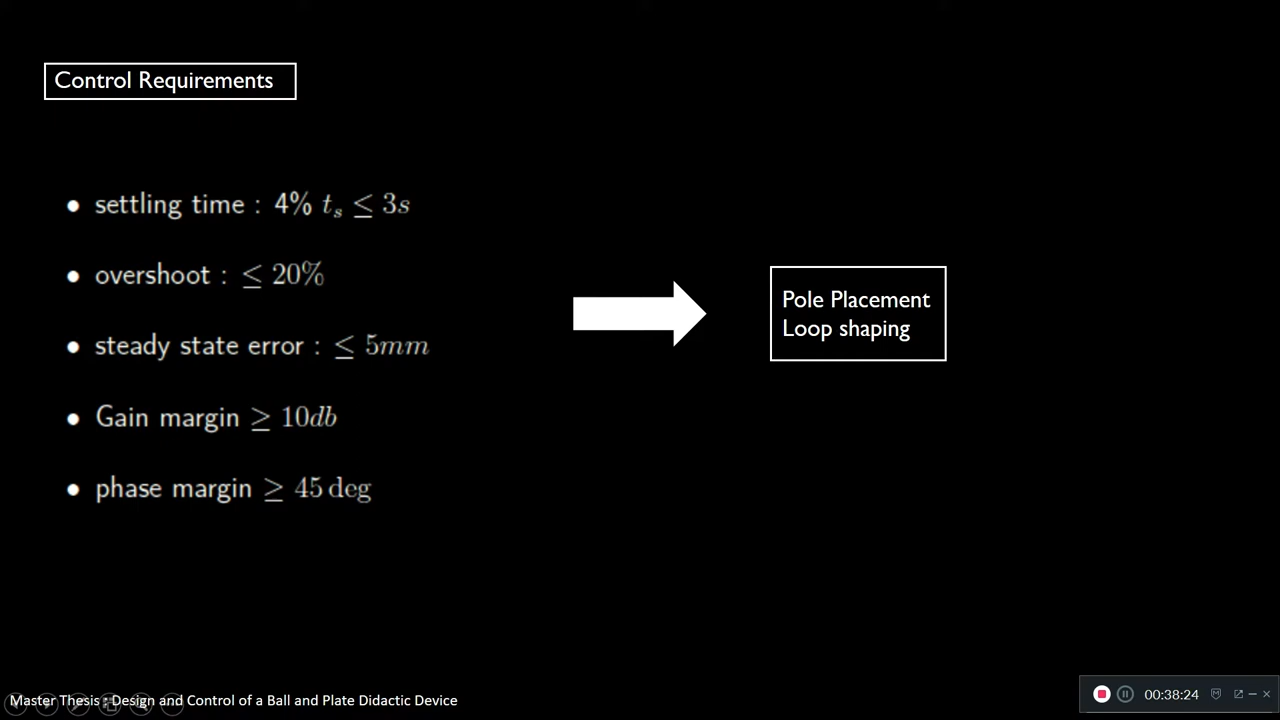 Control Requirements
• settling time : 4% tₛ ≤ 3s
• overshoot : ≤ 20%
• steady state error : ≤ 5mm
• Gain margin ≥ 10db
• phase margin ≥ 45 deg
Pole Placement
Loop shaping
Master Thesis : Design and Control of a Ball and Plate Didactic Device
00:38:24